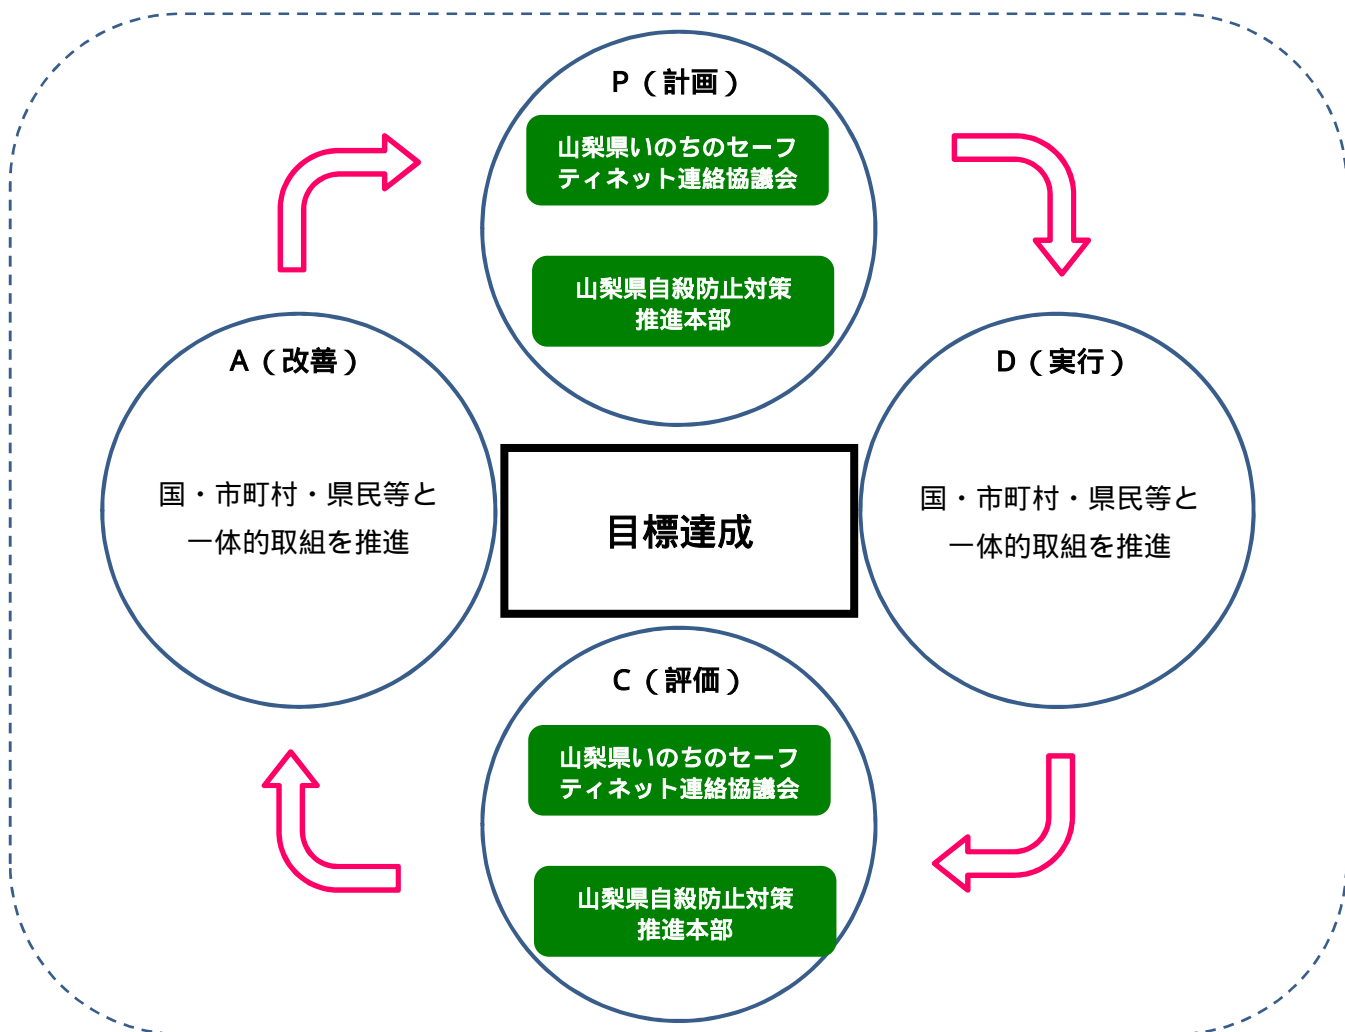 P（計画）
山梨県いのちのセーフ
ティネット連絡協議会
山梨県自殺防止対策
推進本部
A（改善）
国・市町村・県民等と
一体的取組を推進
目標達成
D（実行）
国・市町村・県民等と
一体的取組を推進
C（評価）
山梨県いのちのセーフ
ティネット連絡協議会
山梨県自殺防止対策
推進本部